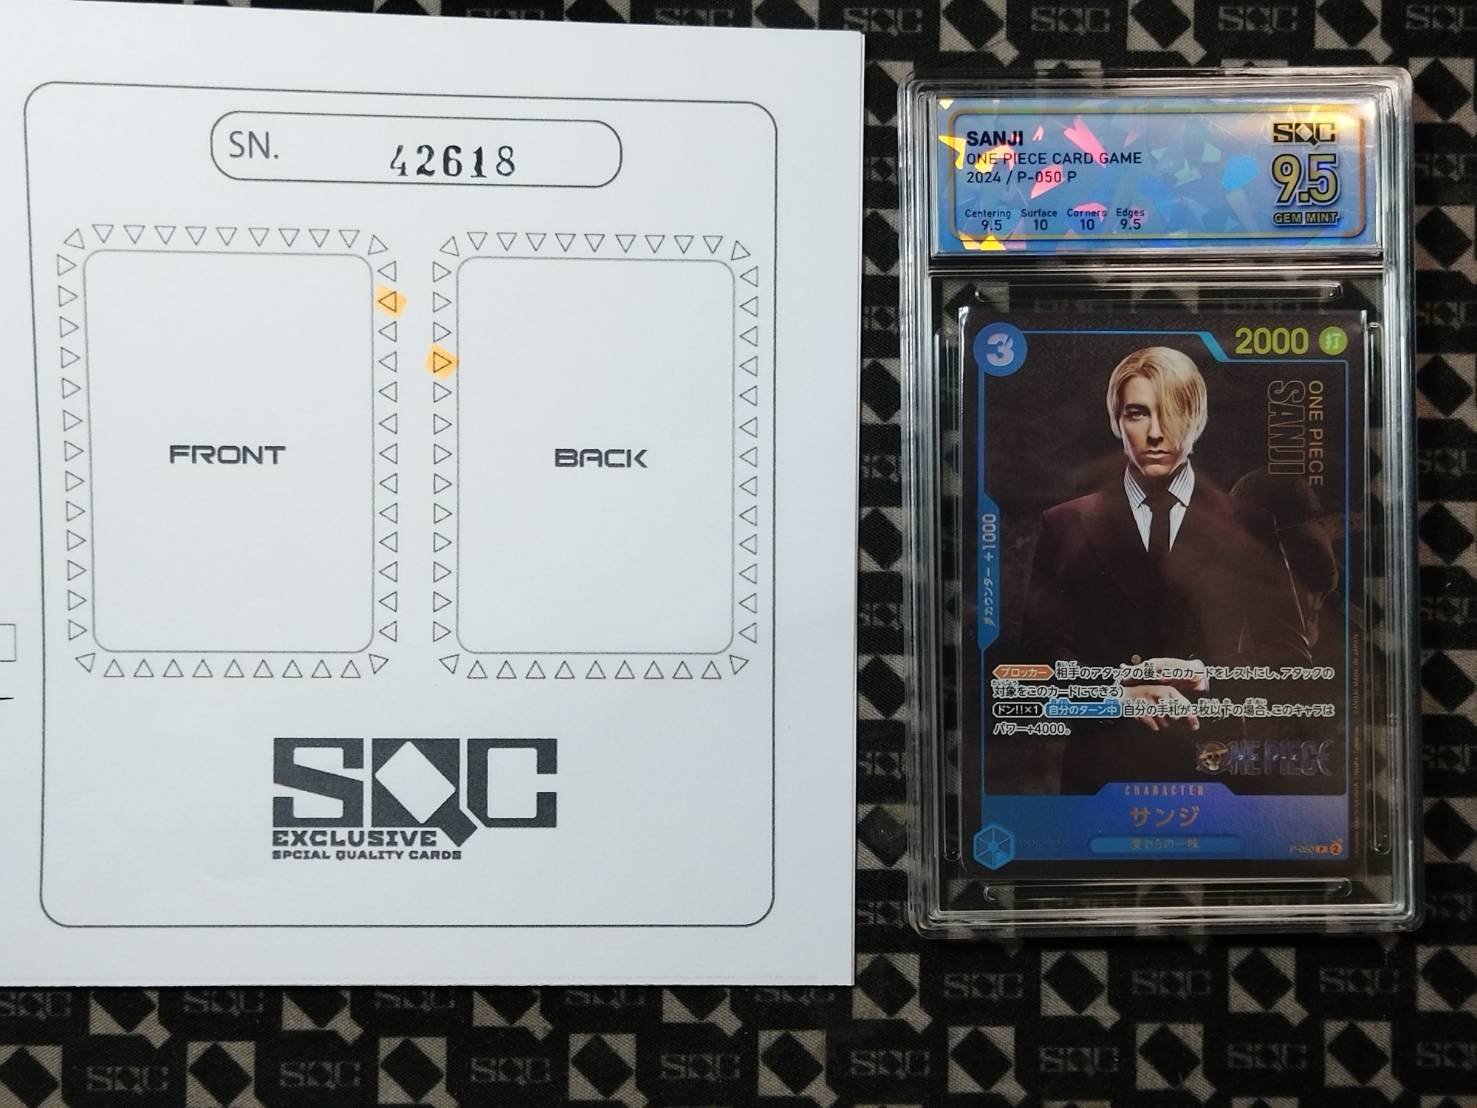 SN. 42618
FRONT
BACK
SQC
EXCLUSIVE
SPCIAL QUALITY CARDS
SANJI
ONE PIECE CARD GAME
2024 / P-050 P
Centering Surface Corners Edges
9.5 10 10 9.5
SQC
9.5
GEM MINT
3
2000 打
ONE PIECE
SANJI
カウンター +1000
ブロッカー 相手のアタックの後、このカードをレストにし、アタックの
対象をこのカードにできる)
ドン!!×1 自分のターン中 自分の手札が3枚以下の場合、このキャラは
パワー+4000。
ONE PIECE
CHARACTER
サンジ
麦わらの一味
P-050 P 2